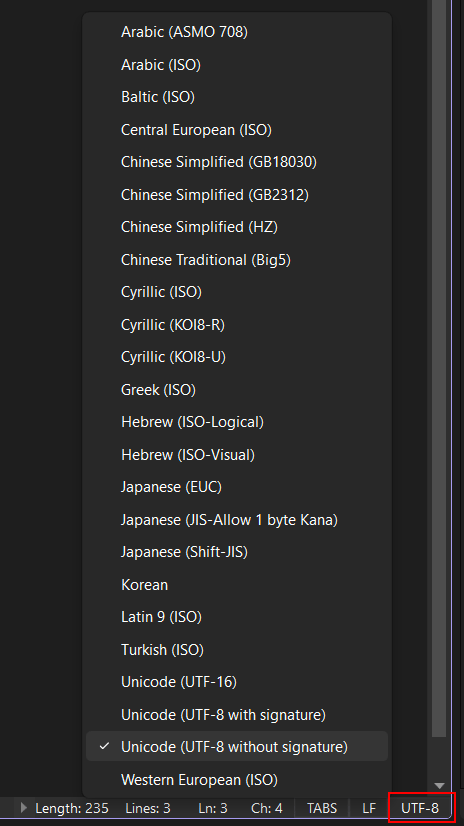 Arabic (ASMO 708)
Arabic (ISO)
Baltic (ISO)
Central European (ISO)
Chinese Simplified (GB18030)
Chinese Simplified (GB2312)
Chinese Simplified (HZ)
Chinese Traditional (Big5)
Cyrillic (ISO)
Cyrillic (KOI8-R)
Cyrillic (KOI8-U)
Greek (ISO)
Hebrew (ISO-Logical)
Hebrew (ISO-Visual)
Japanese (EUC)
Japanese (JIS-Allow 1 byte Kana)
Japanese (Shift-JIS)
Korean
Latin 9 (ISO)
Turkish (ISO)
Unicode (UTF-16)
Unicode (UTF-8 with signature)
Unicode (UTF-8 without signature)
Western European (ISO)
Length: 235 Lines: 3 Ln: 3 Ch: 4 TABS LF UTF-8